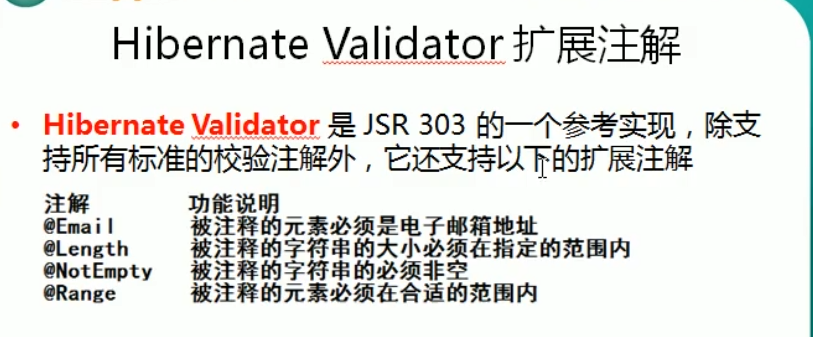 Hibernate Validator 扩展注解
• Hibernate Validator 是 JSR 303 的一个参考实现，除支
持所有标准的校验注解外，它还支持以下的扩展注解
注解 功能说明
@Email 被注释的元素必须是电子邮箱地址
@Length 被注释的字符串的大小必须在指定的范围内
@NotEmpty 被注释的字符串的必须非空
@Range 被注释的元素必须在合适的范围内